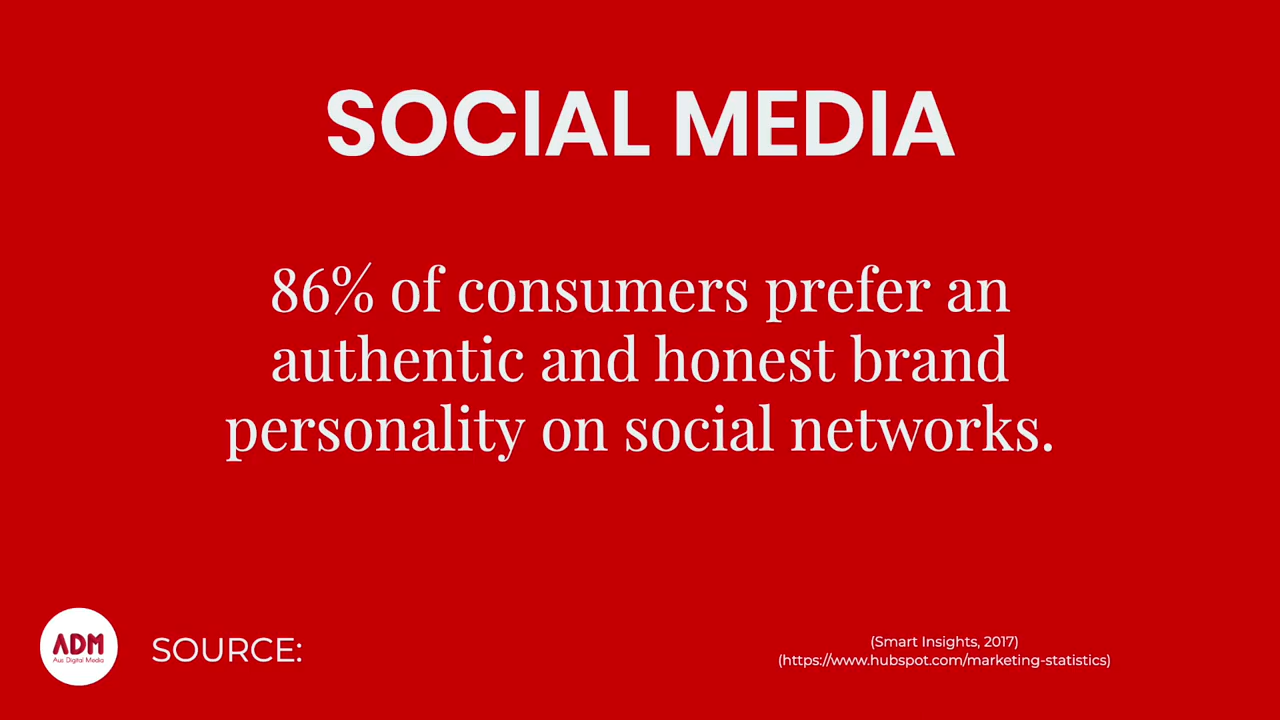 SOCIAL MEDIA
86% of consumers prefer an
authentic and honest brand
personality on social networks.
ADM
Aus Digital Media
SOURCE:
(Smart Insights, 2017)
(https://www.hubspot.com/marketing-statistics)